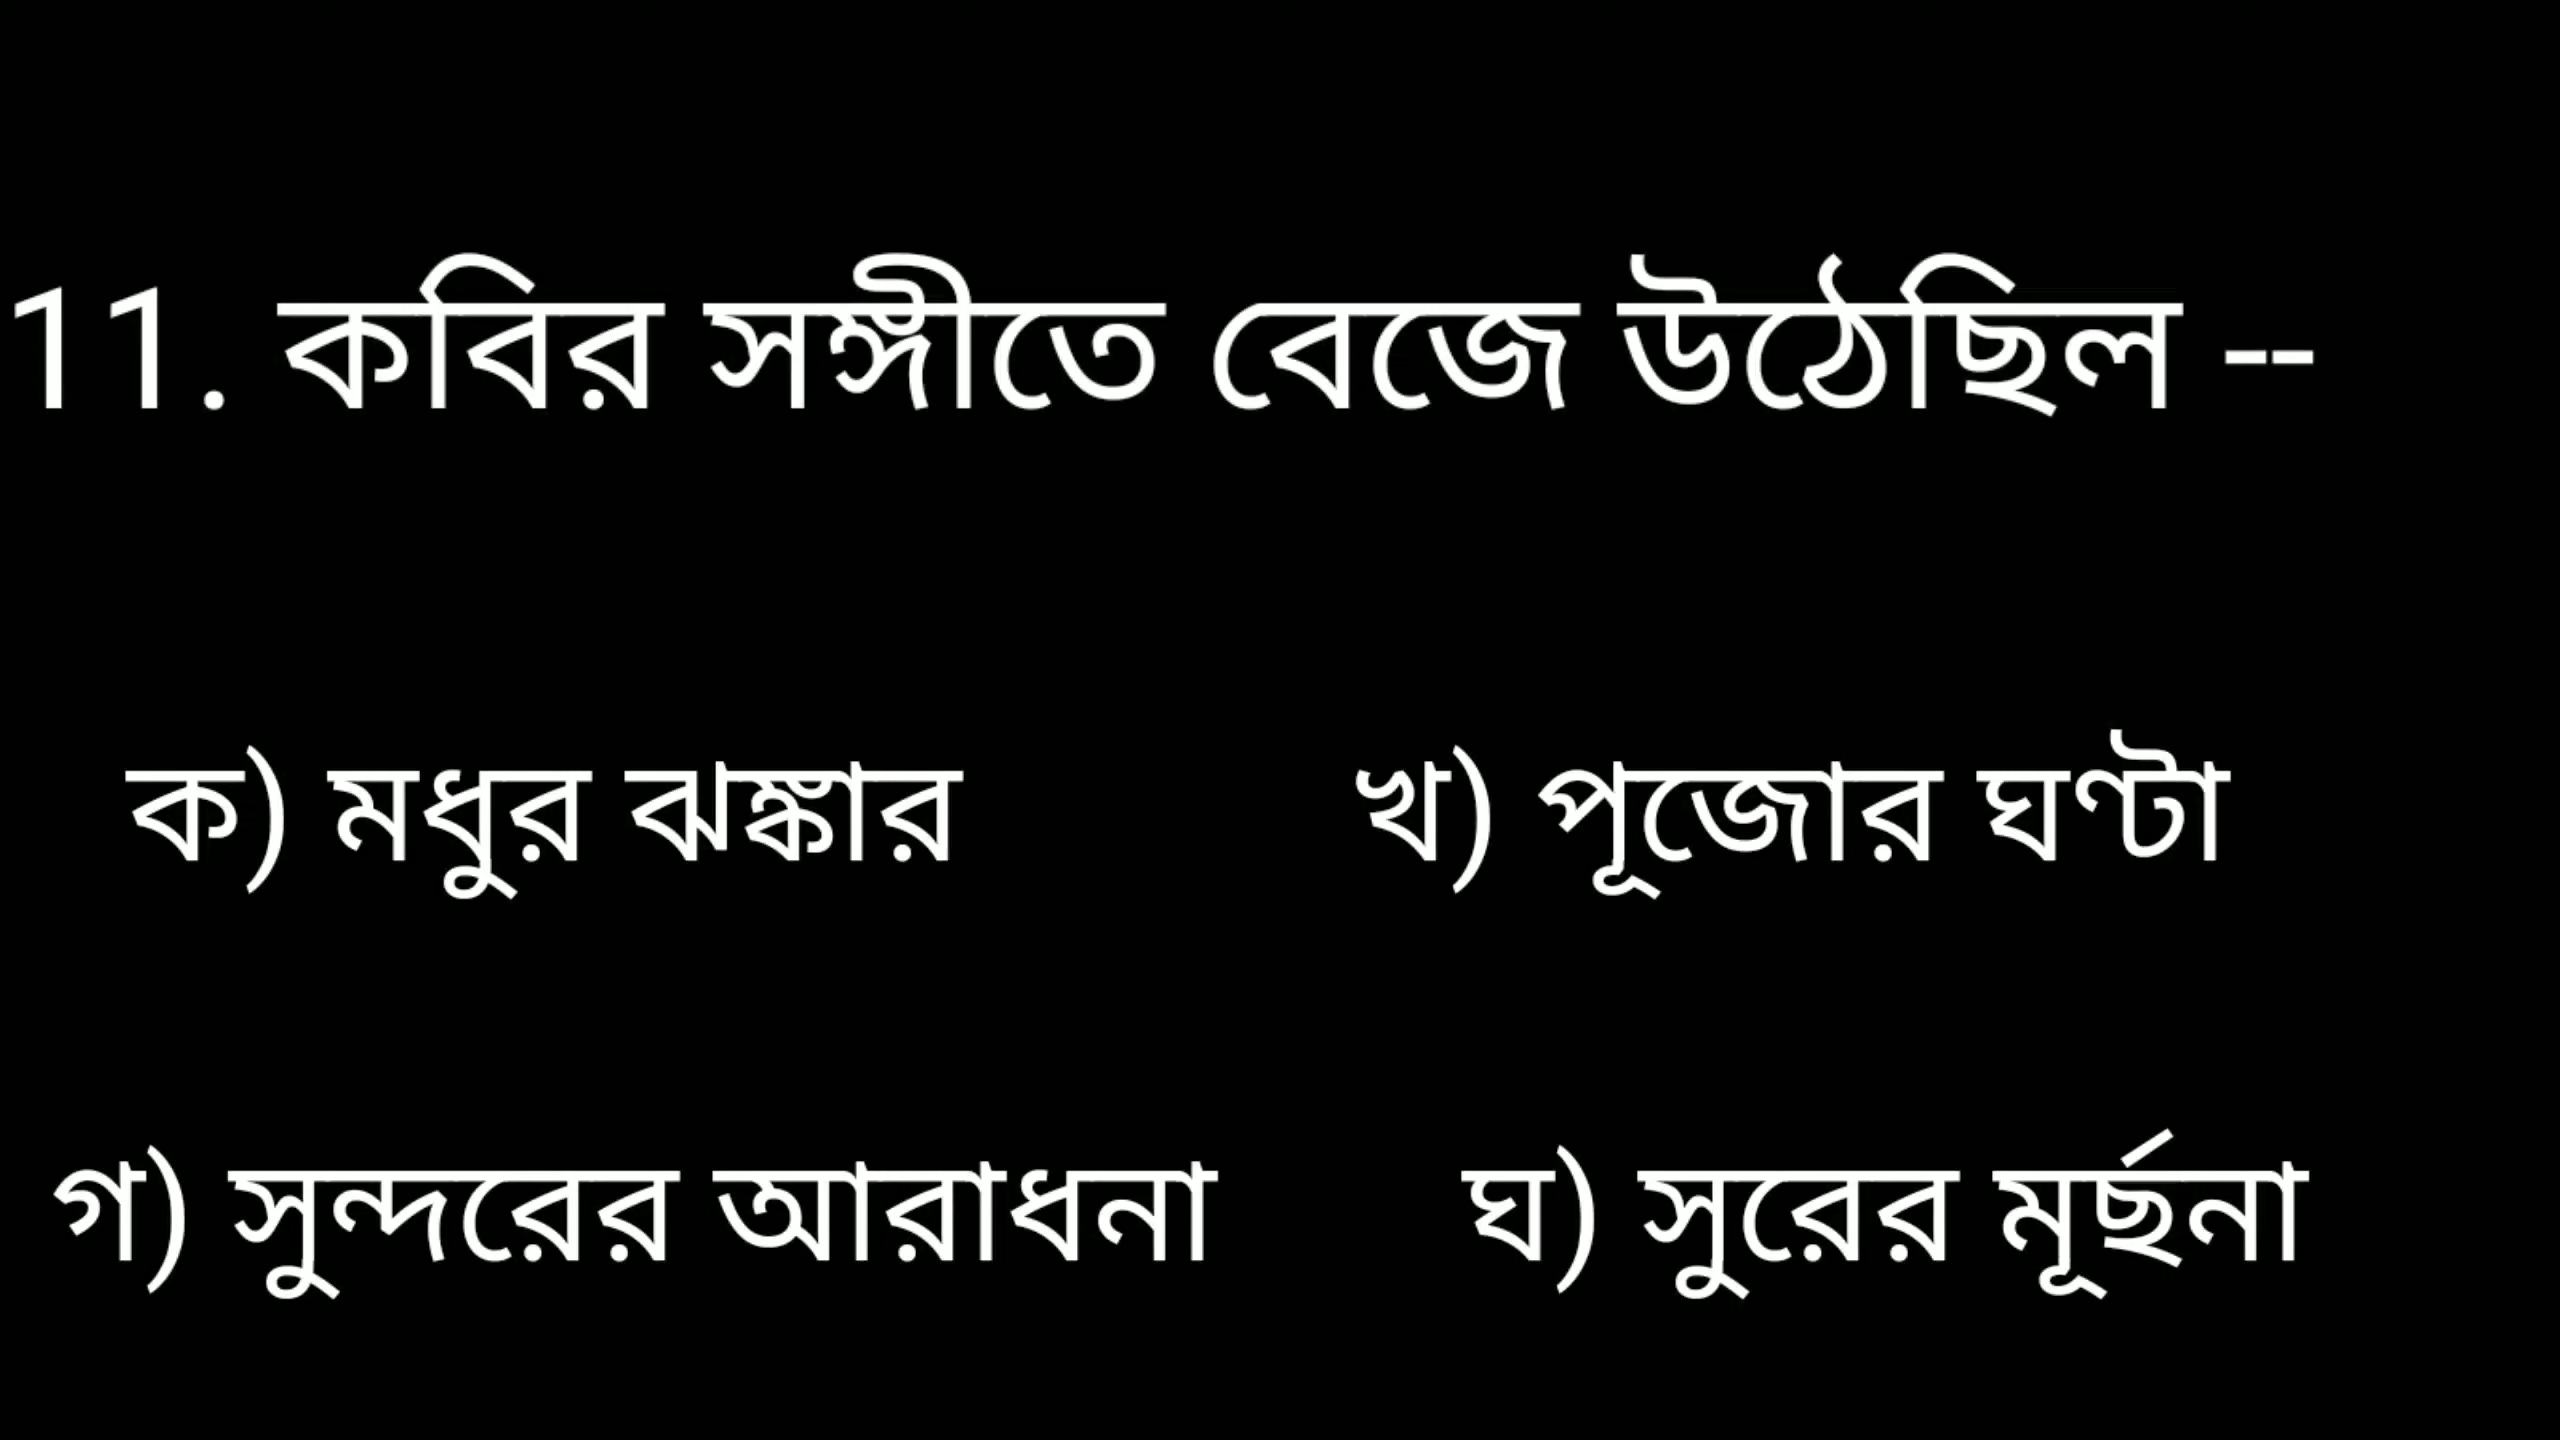 11. কবির সঙ্গীতে বেজে উঠেছিল --
ক) মধুর ঝঙ্কার খ) পূজোর ঘণ্টা
গ) সুন্দরের আরাধনা ঘ) সুরের মূর্ছনা